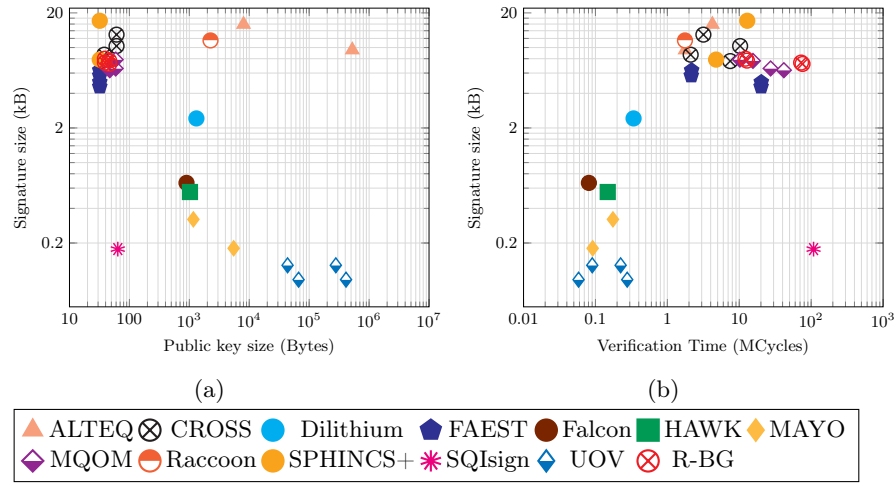 20
2
0.2
Signature size (kB)
10 100 10^3 10^4 10^5 10^6 10^7
Public key size (Bytes)
(a)
20
2
0.2
Signature size (kB)
0.01 0.1 1 10 10^2 10^3
Verification Time (MCycles)
(b)
ALTEQ CROSS Dilithium FAEST Falcon HAWK MAYO
MQOM Raccoon SPHINCS+ SQIsign UOV R-BG